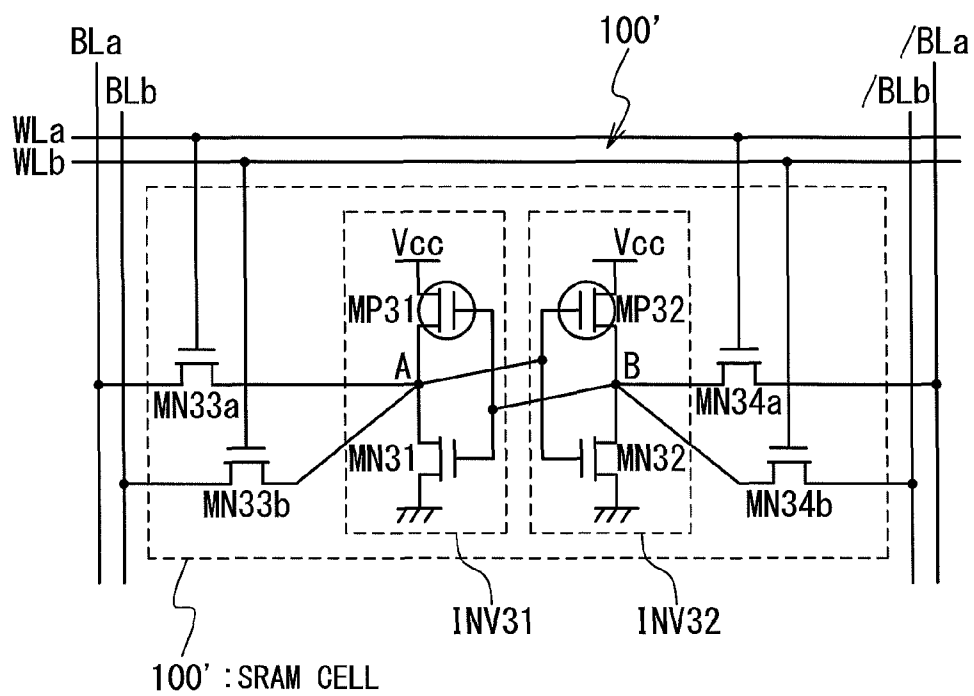 100'
BLa
/BLa
BLb
/BLb
WLa
WLb
Vcc
Vcc
MP31
MP32
A
B
MN33a
MN34a
MN31
MN32
MN33b
MN34b
INV31
INV32
100' : SRAM CELL